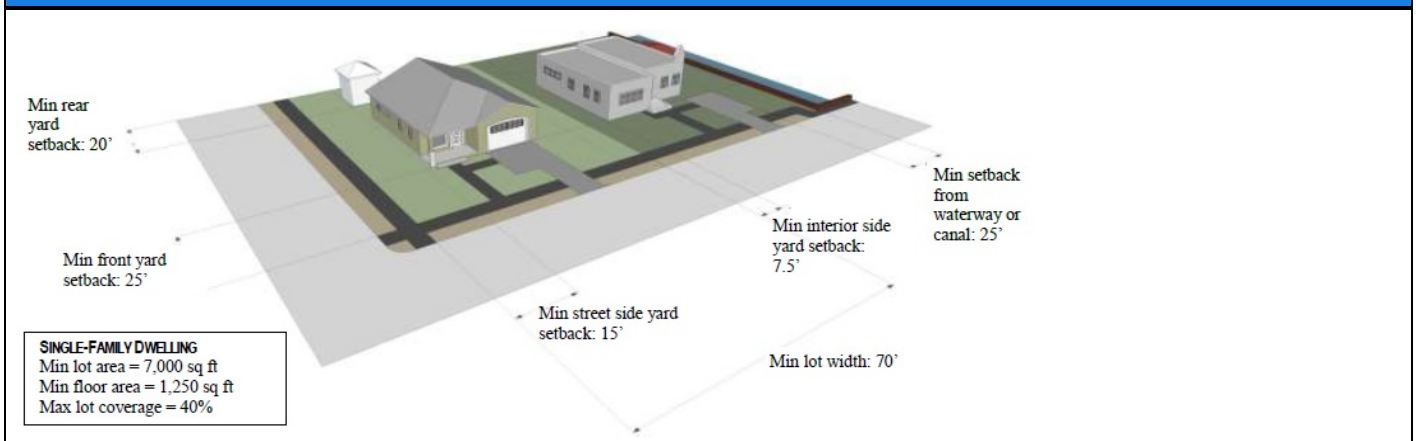 Min rear
yard
setback: 20’
Min front yard
setback: 25’
Min street side yard
setback: 15’
Min interior side
yard setback:
7.5’
Min setback
from
waterway or
canal: 25’
Min lot width: 70’
SINGLE-FAMILY DWELLING
Min lot area = 7,000 sq ft
Min floor area = 1,250 sq ft
Max lot coverage = 40%